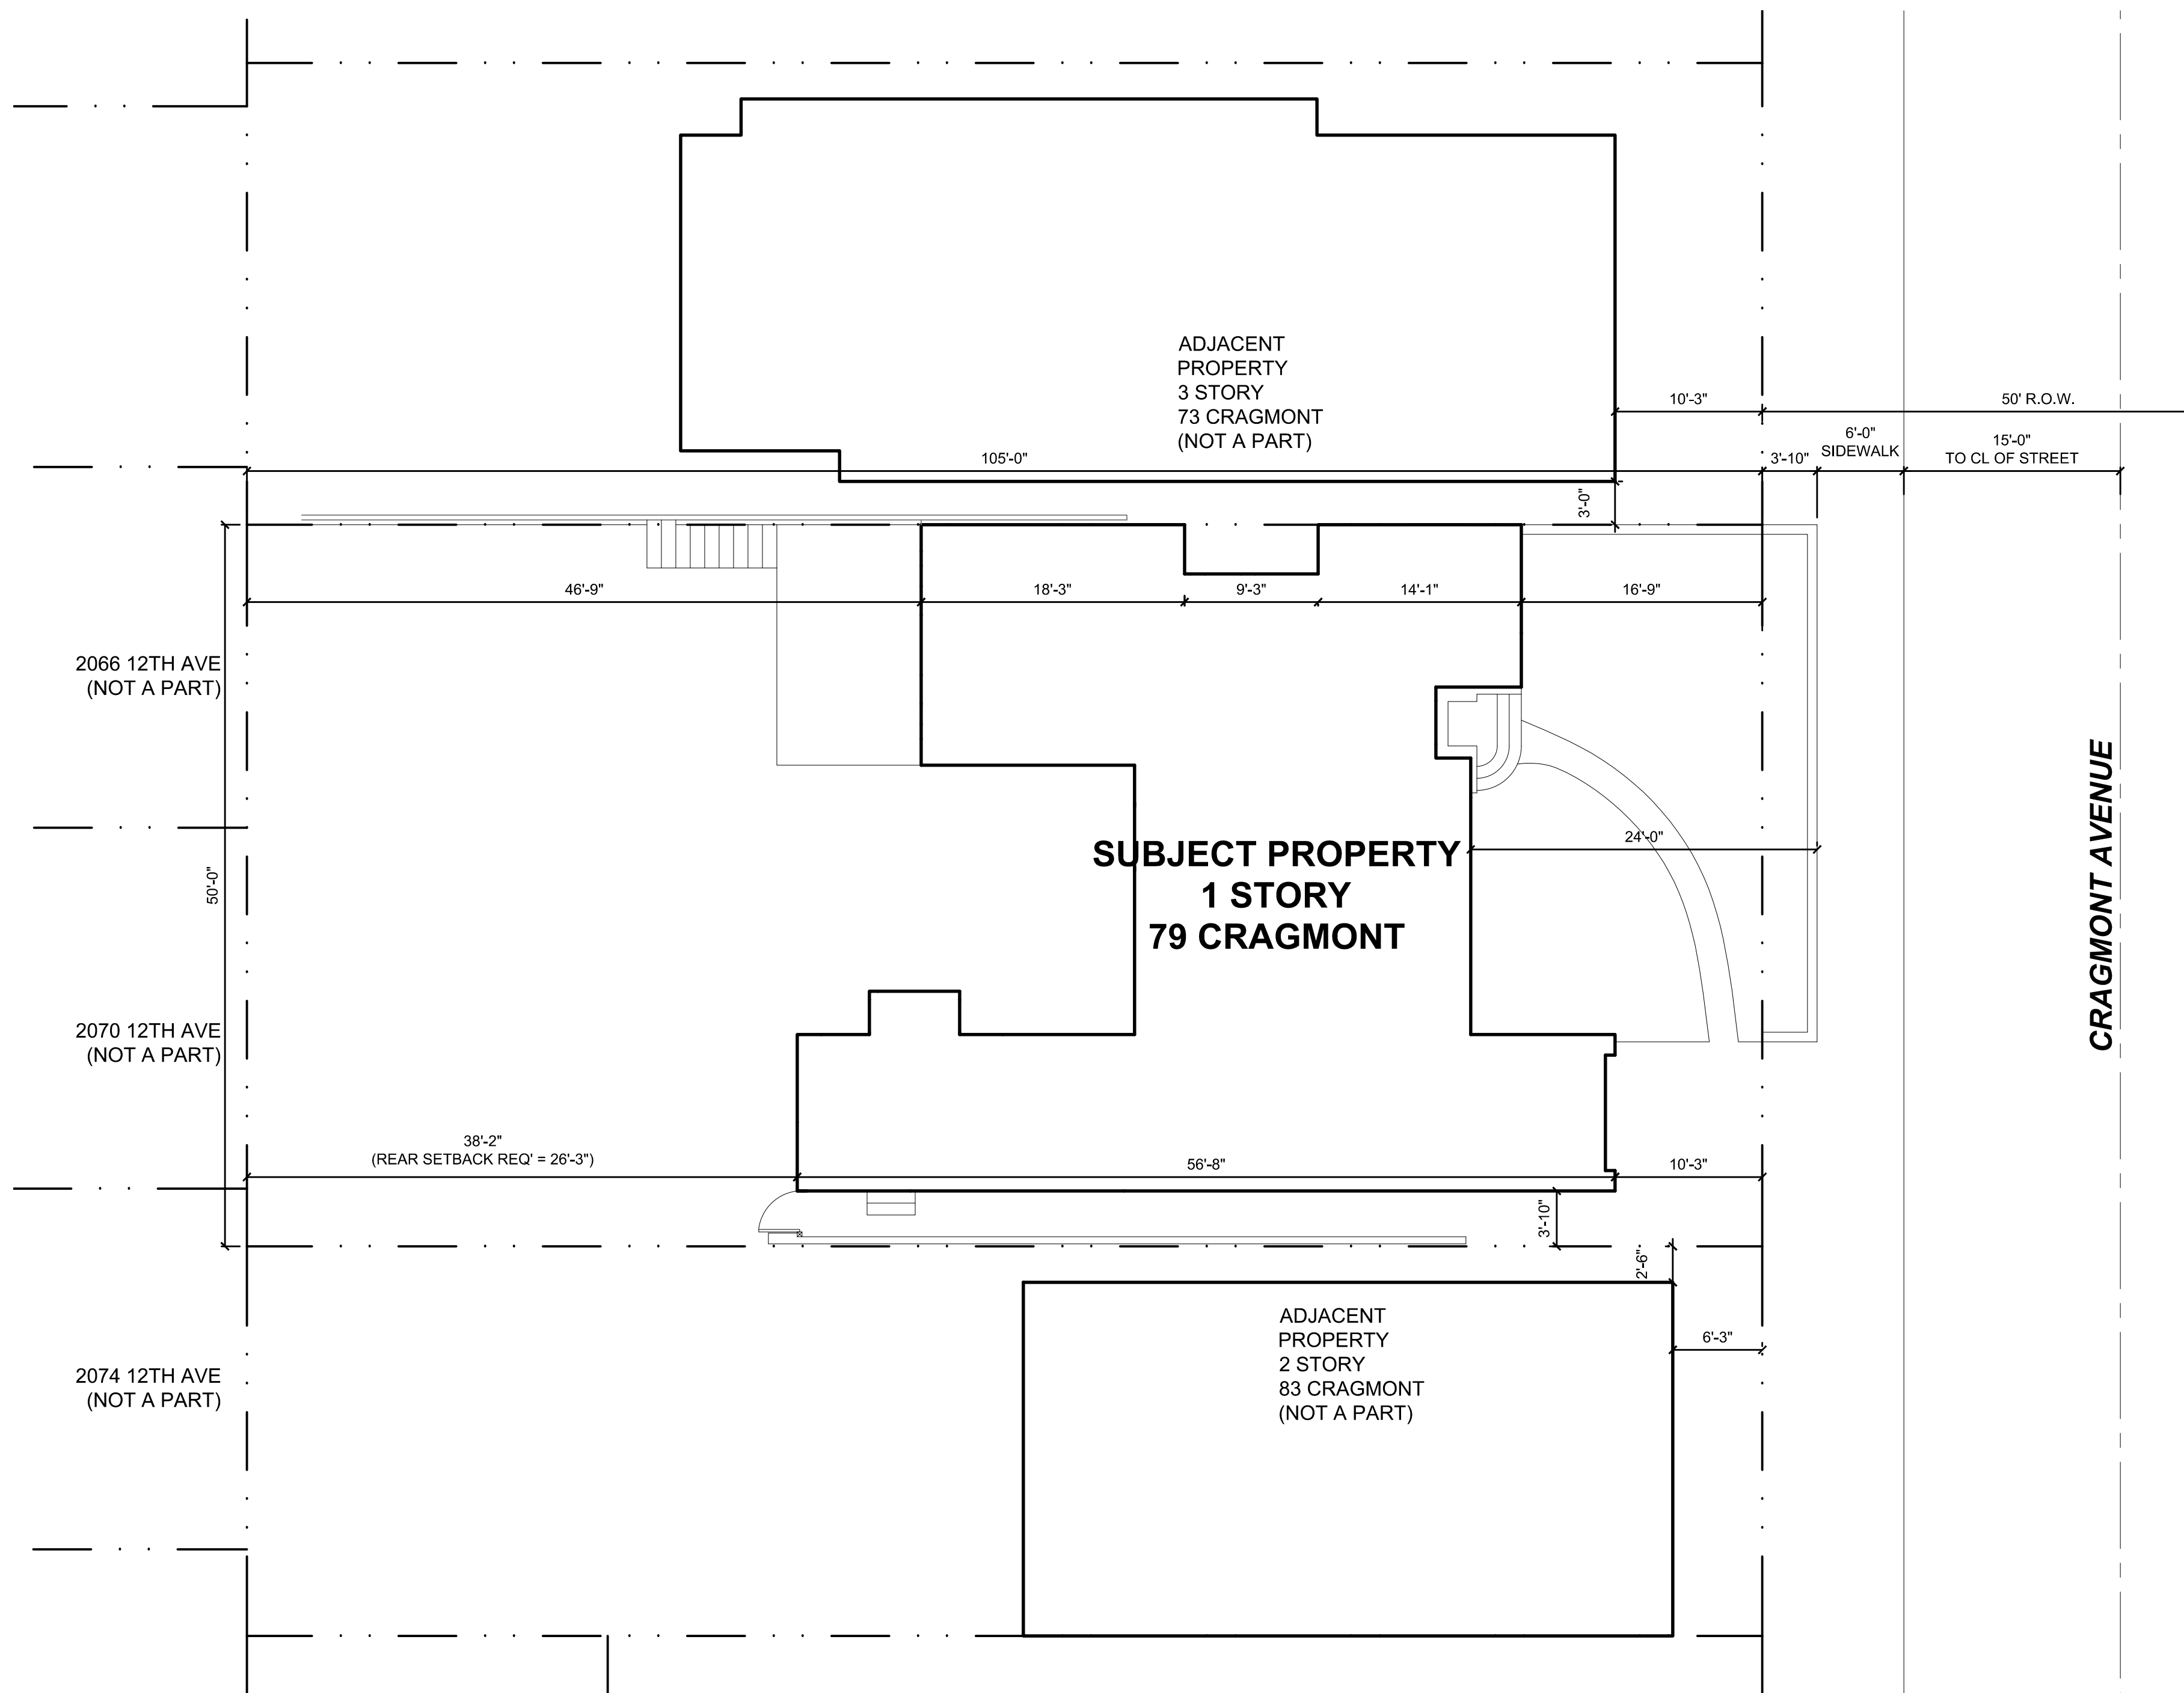 ADJACENT
PROPERTY
3 STORY
73 CRAGMONT
(NOT A PART)
10'-3"
50' R.O.W.
105'-0"
3'-10"
6'-0"
SIDEWALK
15'-0"
TO CL OF STREET
3'-0"
46'-9"
18'-3"
9'-3"
14'-1"
16'-9"
2066 12TH AVE
(NOT A PART)
24'-0"
SUBJECT PROPERTY
1 STORY
79 CRAGMONT
CRAGMONT AVENUE
50'-0"
2070 12TH AVE
(NOT A PART)
38'-2"
(REAR SETBACK REQ' = 26'-3")
56'-8"
10'-3"
3'-10"
2'-6"
ADJACENT
PROPERTY
2 STORY
83 CRAGMONT
(NOT A PART)
6'-3"
2074 12TH AVE
(NOT A PART)